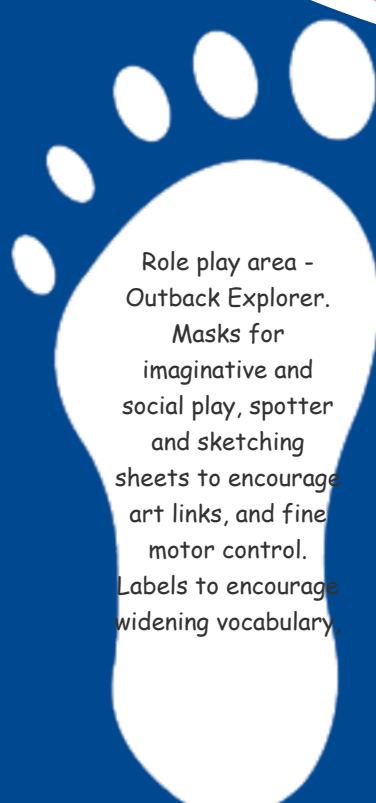 Role play area -
Outback Explorer.
Masks for
imaginative and
social play, spotter
and sketching
sheets to encourage
art links, and fine
motor control.
Labels to encourage
widening vocabulary.